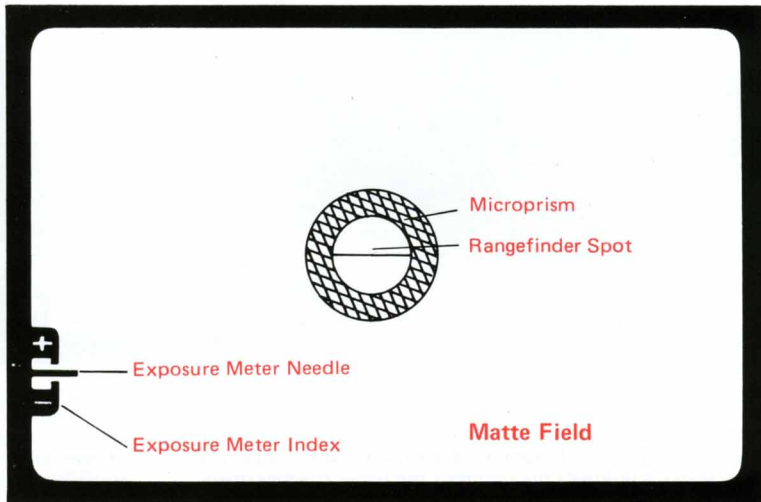 Microprism
Rangefinder Spot
+
Exposure Meter Needle
−
Exposure Meter Index
Matte Field